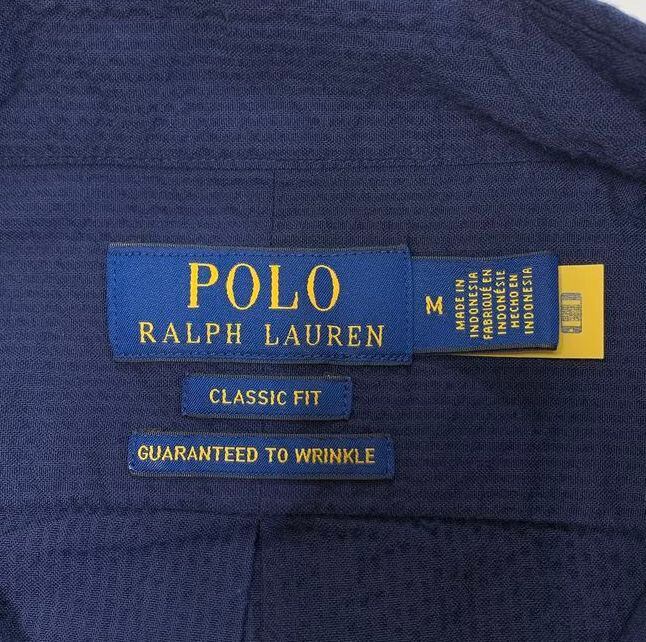 POLO
RALPH LAUREN
M
MADE IN
INDONESIA
FABRIQUÉ EN
INDONÉSIE
HECHO EN
INDONESIA
CLASSIC FIT
GUARANTEED TO WRINKLE